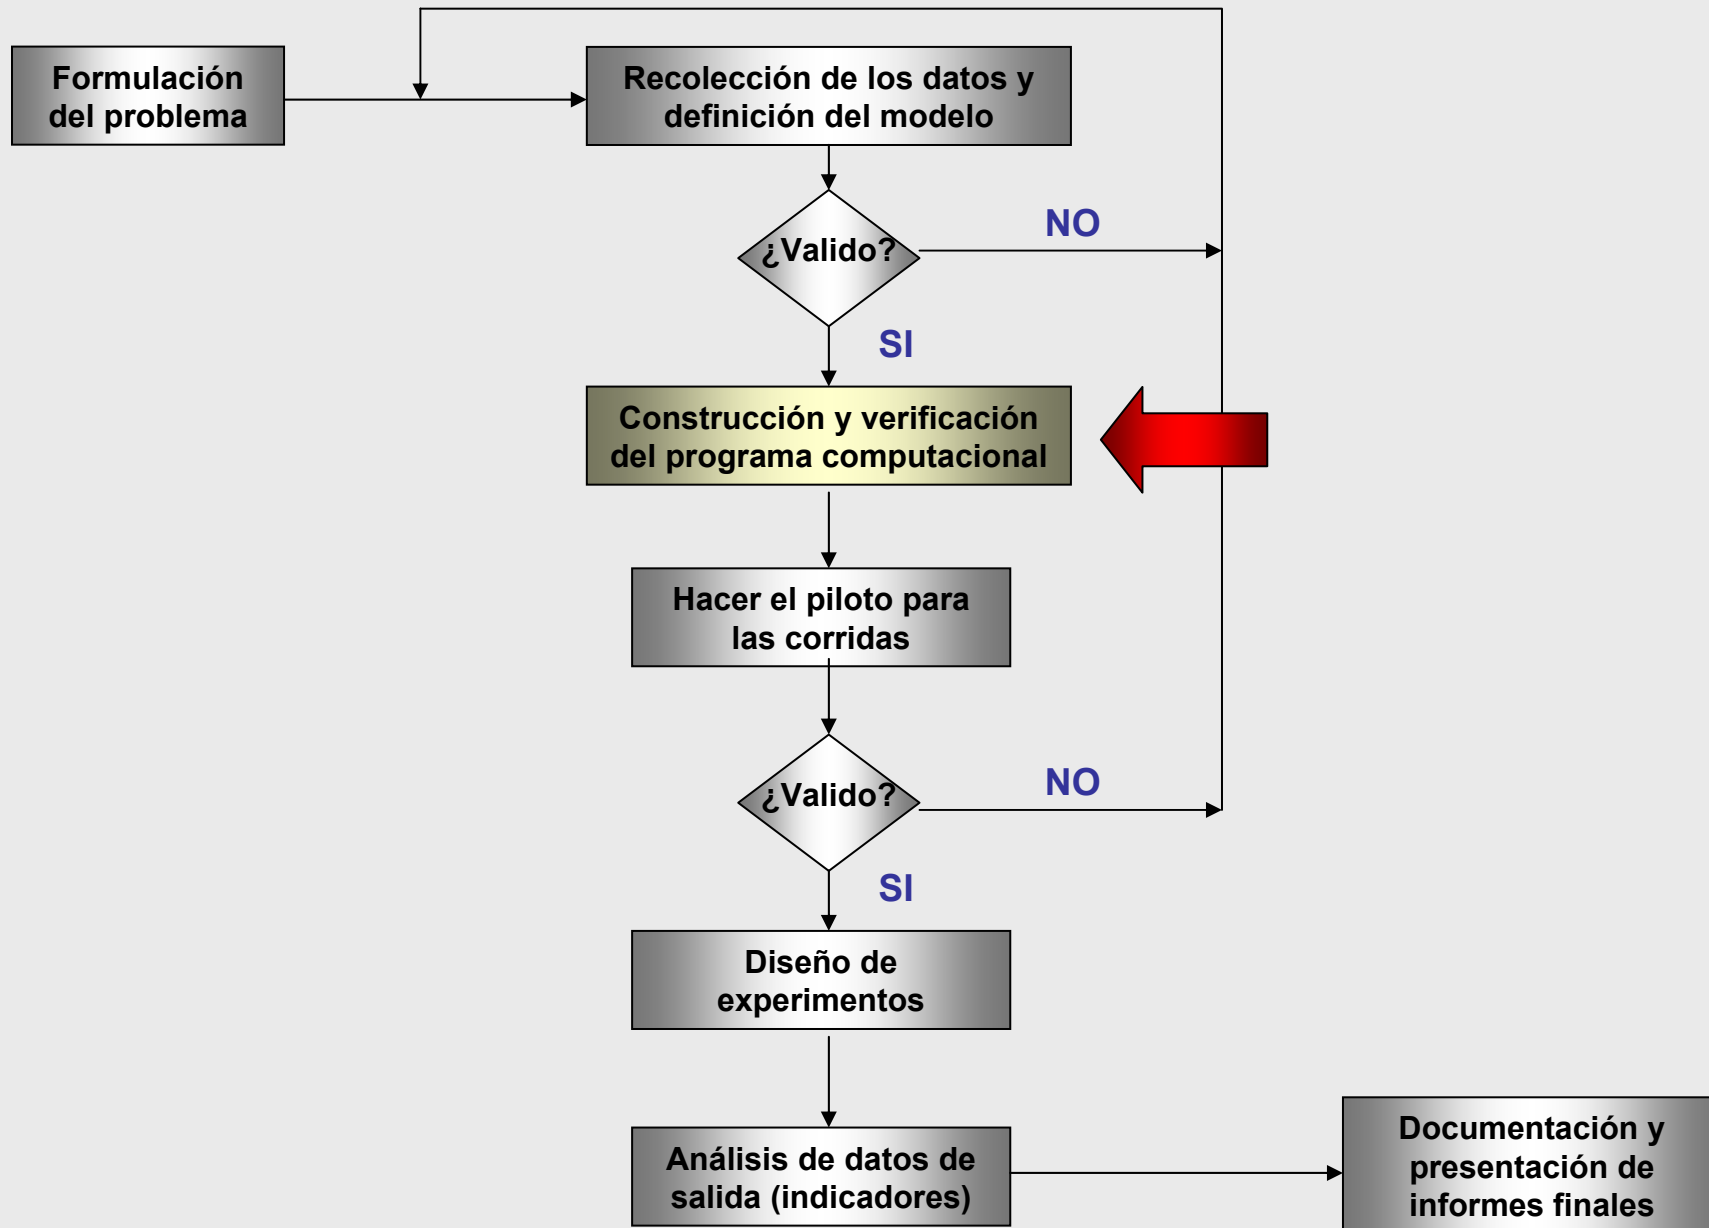 Formulación
del problema
Recolección de los datos y
definición del modelo
¿Valido?
NO
SI
Construcción y verificación
del programa computacional
Hacer el piloto para
las corridas
¿Valido?
NO
SI
Diseño de
experimentos
Análisis de datos de
salida (indicadores)
Documentación y
presentación de
informes finales